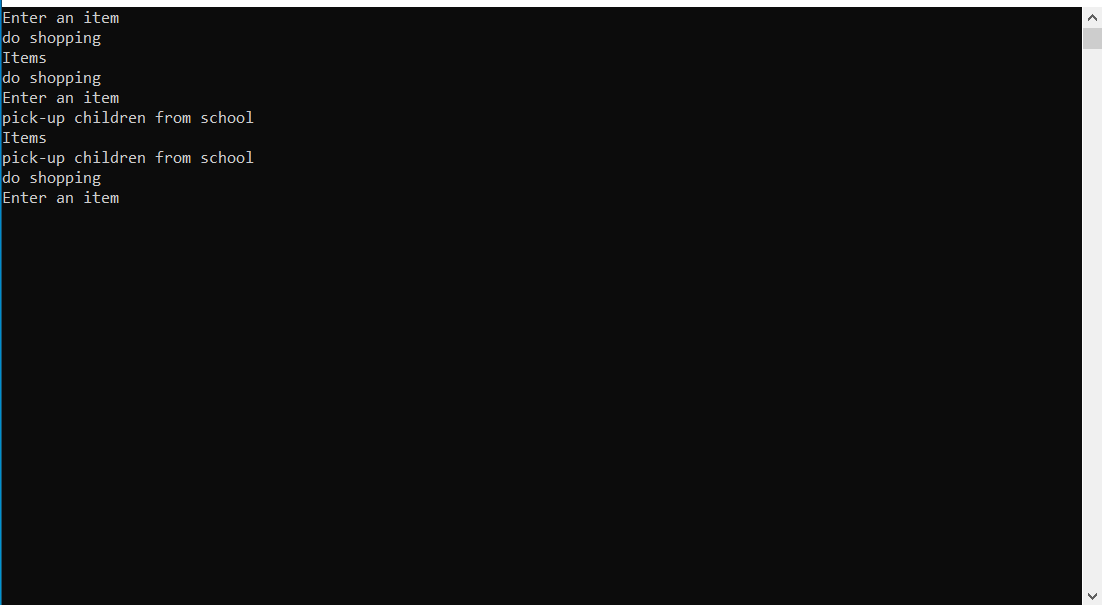 Enter an item
do shopping
Items
do shopping
Enter an item
pick-up children from school
Items
pick-up children from school
do shopping
Enter an item